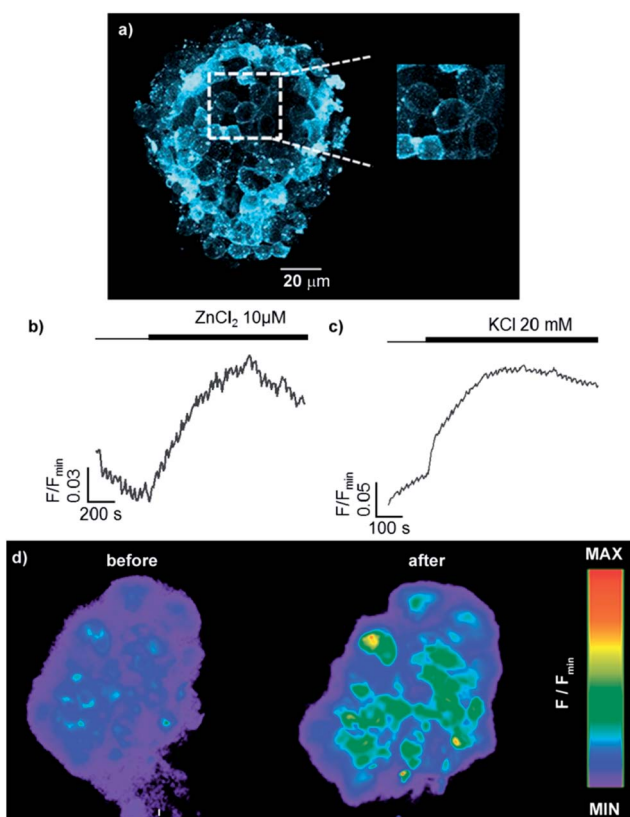 a)
20 μm
b)
ZnCl2 10μM
F/Fmin
0.03
200 s
c)
KCl 20 mM
F/Fmin
0.05
100 s
d)
before
after
MAX
F / Fmin
MIN